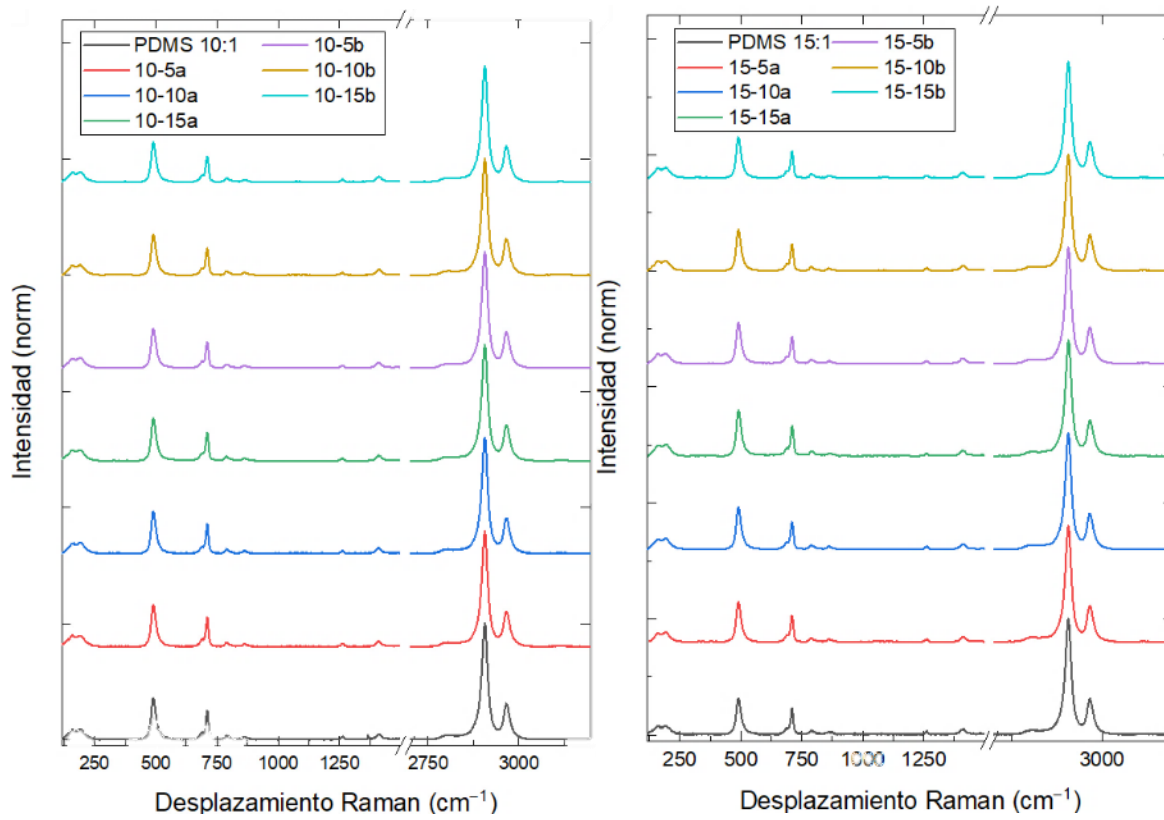 PDMS 10:1 10-5b
10-5a 10-10b
10-10a 10-15b
10-15a
Intensidad (norm)
250 500 750 1000 1250 2750 3000
Desplazamiento Raman (cm⁻¹)
PDMS 15:1 15-5b
15-5a 15-10b
15-10a 15-15b
15-15a
Intensidad (norm)
250 500 750 1000 1250 3000
Desplazamiento Raman (cm⁻¹)